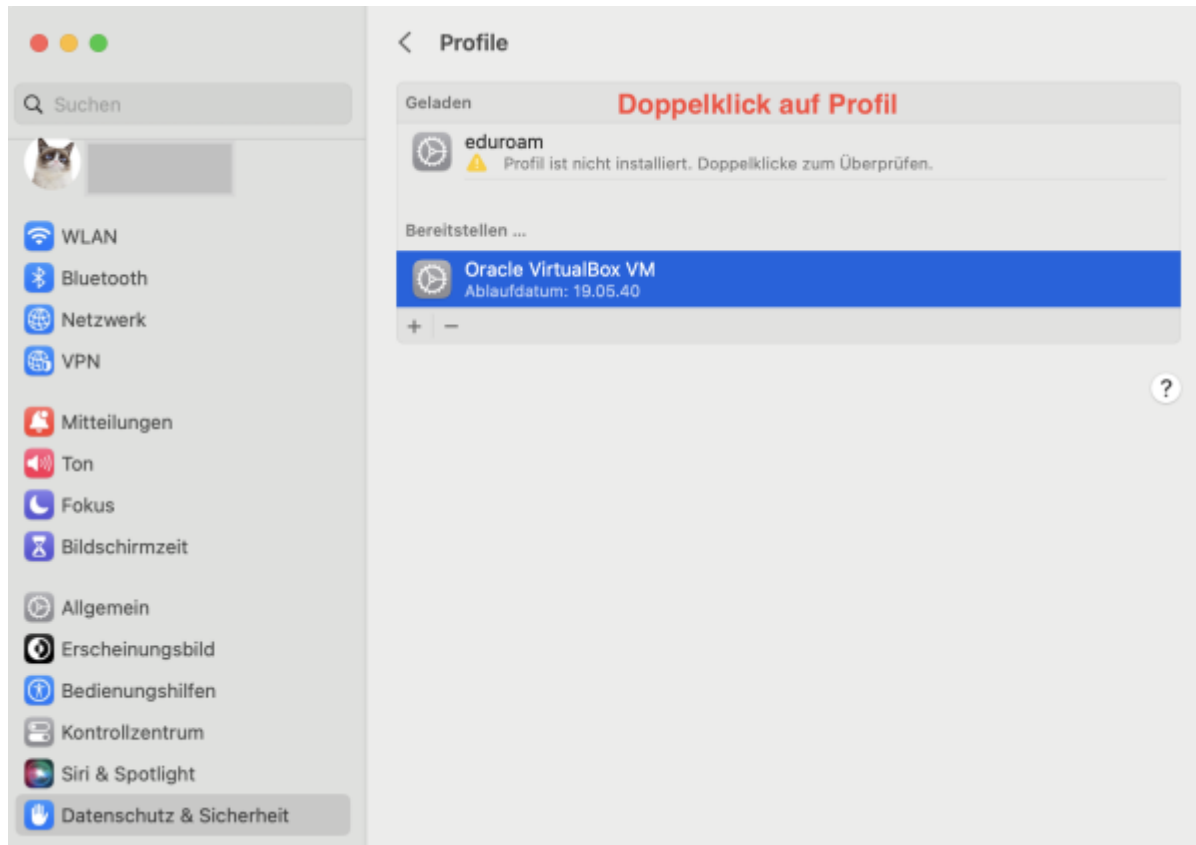 Suchen
WLAN
Bluetooth
Netzwerk
VPN
Mitteilungen
Ton
Fokus
Bildschirmzeit
Allgemein
Erscheinungsbild
Bedienungshilfen
Kontrollzentrum
Siri & Spotlight
Datenschutz & Sicherheit
Profile
Geladen
Doppelklick auf Profil
eduroam
Profil ist nicht installiert. Doppelklicke zum Überprüfen.
Bereitstellen ...
Oracle VirtualBox VM
Ablaufdatum: 19.05.40
+ −
?